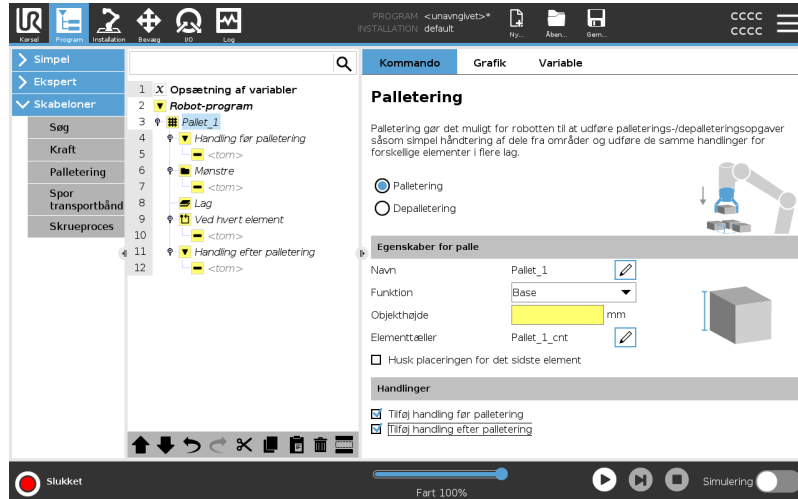 UR
Kørsel
Program
Installation
Bevæg
I/O
Log
PROGRAM <unavngivet>*
INSTALLATION default
Ny...
Åben...
Gem...
cccc
cccc
Simpel
Ekspert
Skabeloner
Søg
Kraft
Palletering
Spor
transportbånd
Skrueproces
1 X Opsætning af variabler
2 Robot-program
3 Pallet_1
4 Handling før palletering
5 <tom>
6 Mønstre
7 <tom>
8 Lag
9 Ved hvert element
10 <tom>
11 Handling efter palletering
12 <tom>
Kommando Grafik Variable
Palletering
Palletering gør det muligt for robotten til at udføre palleterings-/depalleteringsopgaver
såsom simpel håndtering af dele fra områder og udføre de samme handlinger for
forskellige elementer i flere lag.
Palletering
Depalletering
Egenskaber for palle
Navn Pallet_1
Funktion Base
Objekthøjde mm
Elementtæller Pallet_1_cnt
Husk placeringen for det sidste element
Handlinger
Tilføj handling før palletering
Tilføj handling efter palletering
Slukket
Fart 100%
Simulering